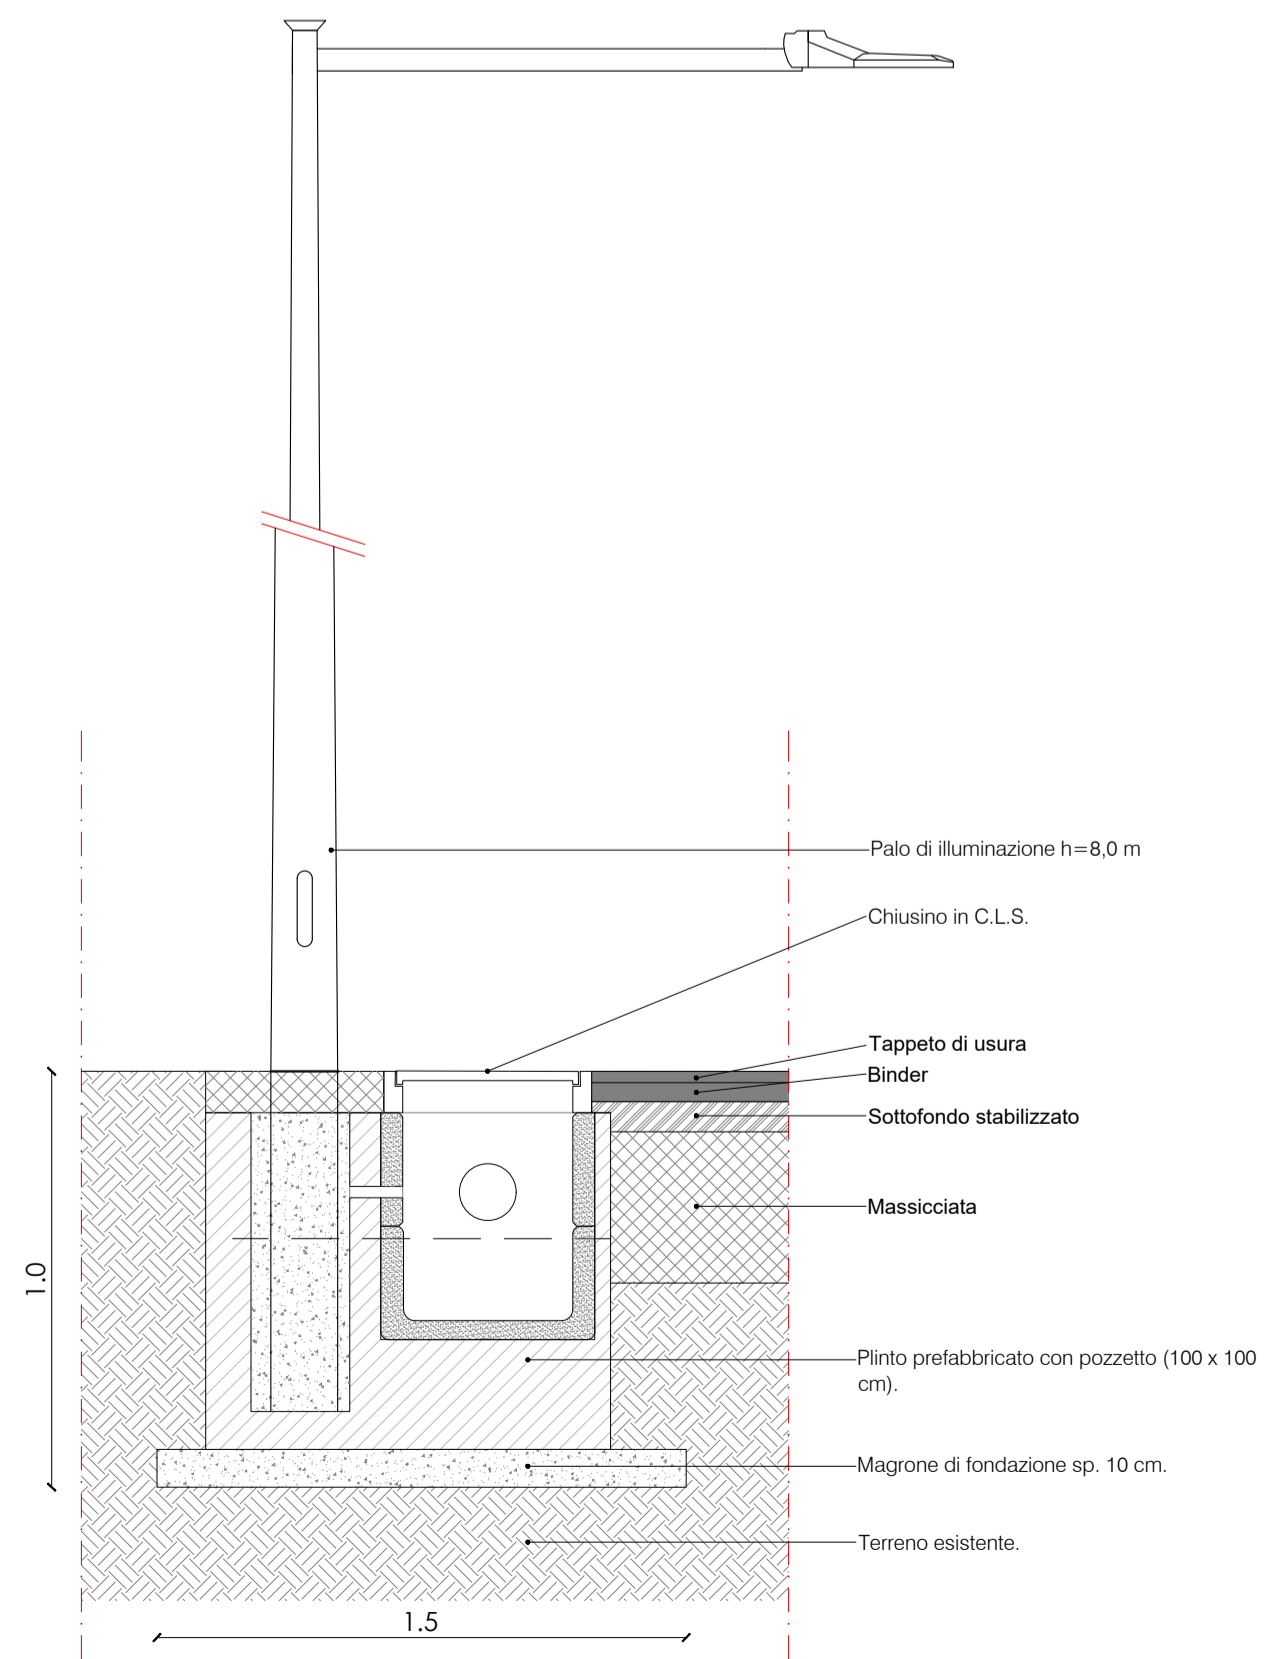 Palo di illuminazione h=8,0 m
Chiusino in C.L.S.
Tappeto di usura
Binder
Sottofondo stabilizzato
Massicciata
1.0
Plinto prefabbricato con pozzetto (100 x 100
cm).
Magrone di fondazione sp. 10 cm.
Terreno esistente.
1.5